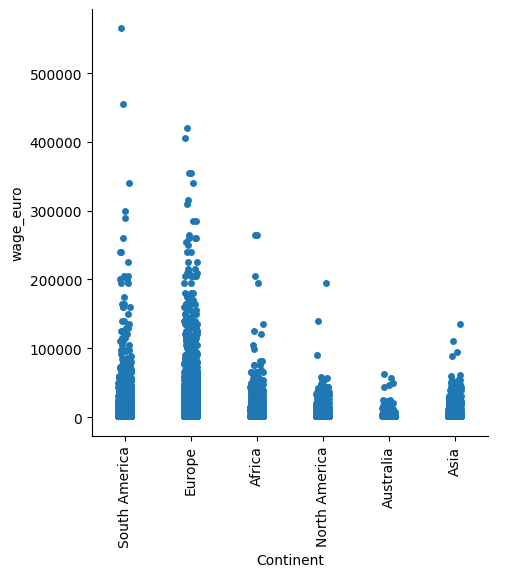 wage_euro
500000
400000
300000
200000
100000
0
South America
Europe
Africa
North America
Australia
Asia
Continent